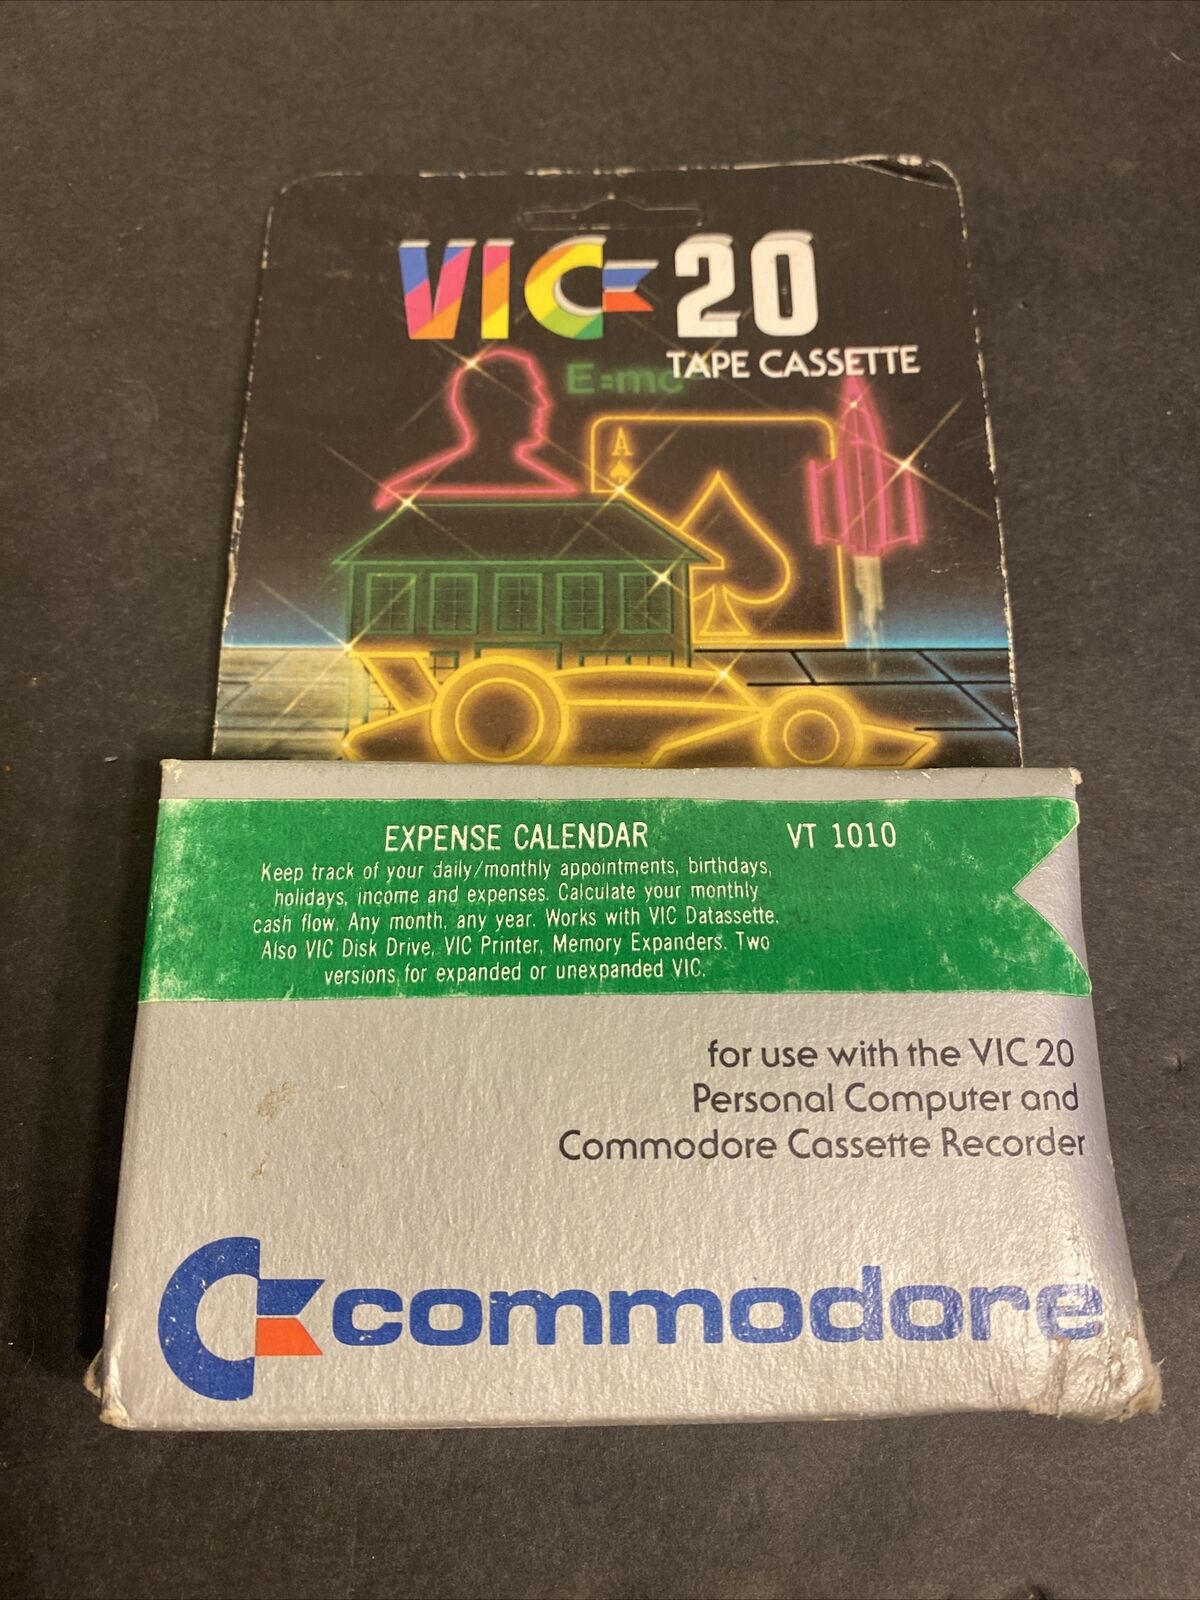 VIC 20
TAPE CASSETTE
E=mc
A
EXPENSE CALENDAR VT 1010
Keep track of your daily/monthly appointments, birthdays,
holidays, income and expenses. Calculate your monthly
cash flow. Any month, any year. Works with VIC Datassette.
Also VIC Disk Drive, VIC Printer, Memory Expanders. Two
versions for expanded or unexpanded VIC.
for use with the VIC 20
Personal Computer and
Commodore Cassette Recorder
commodore